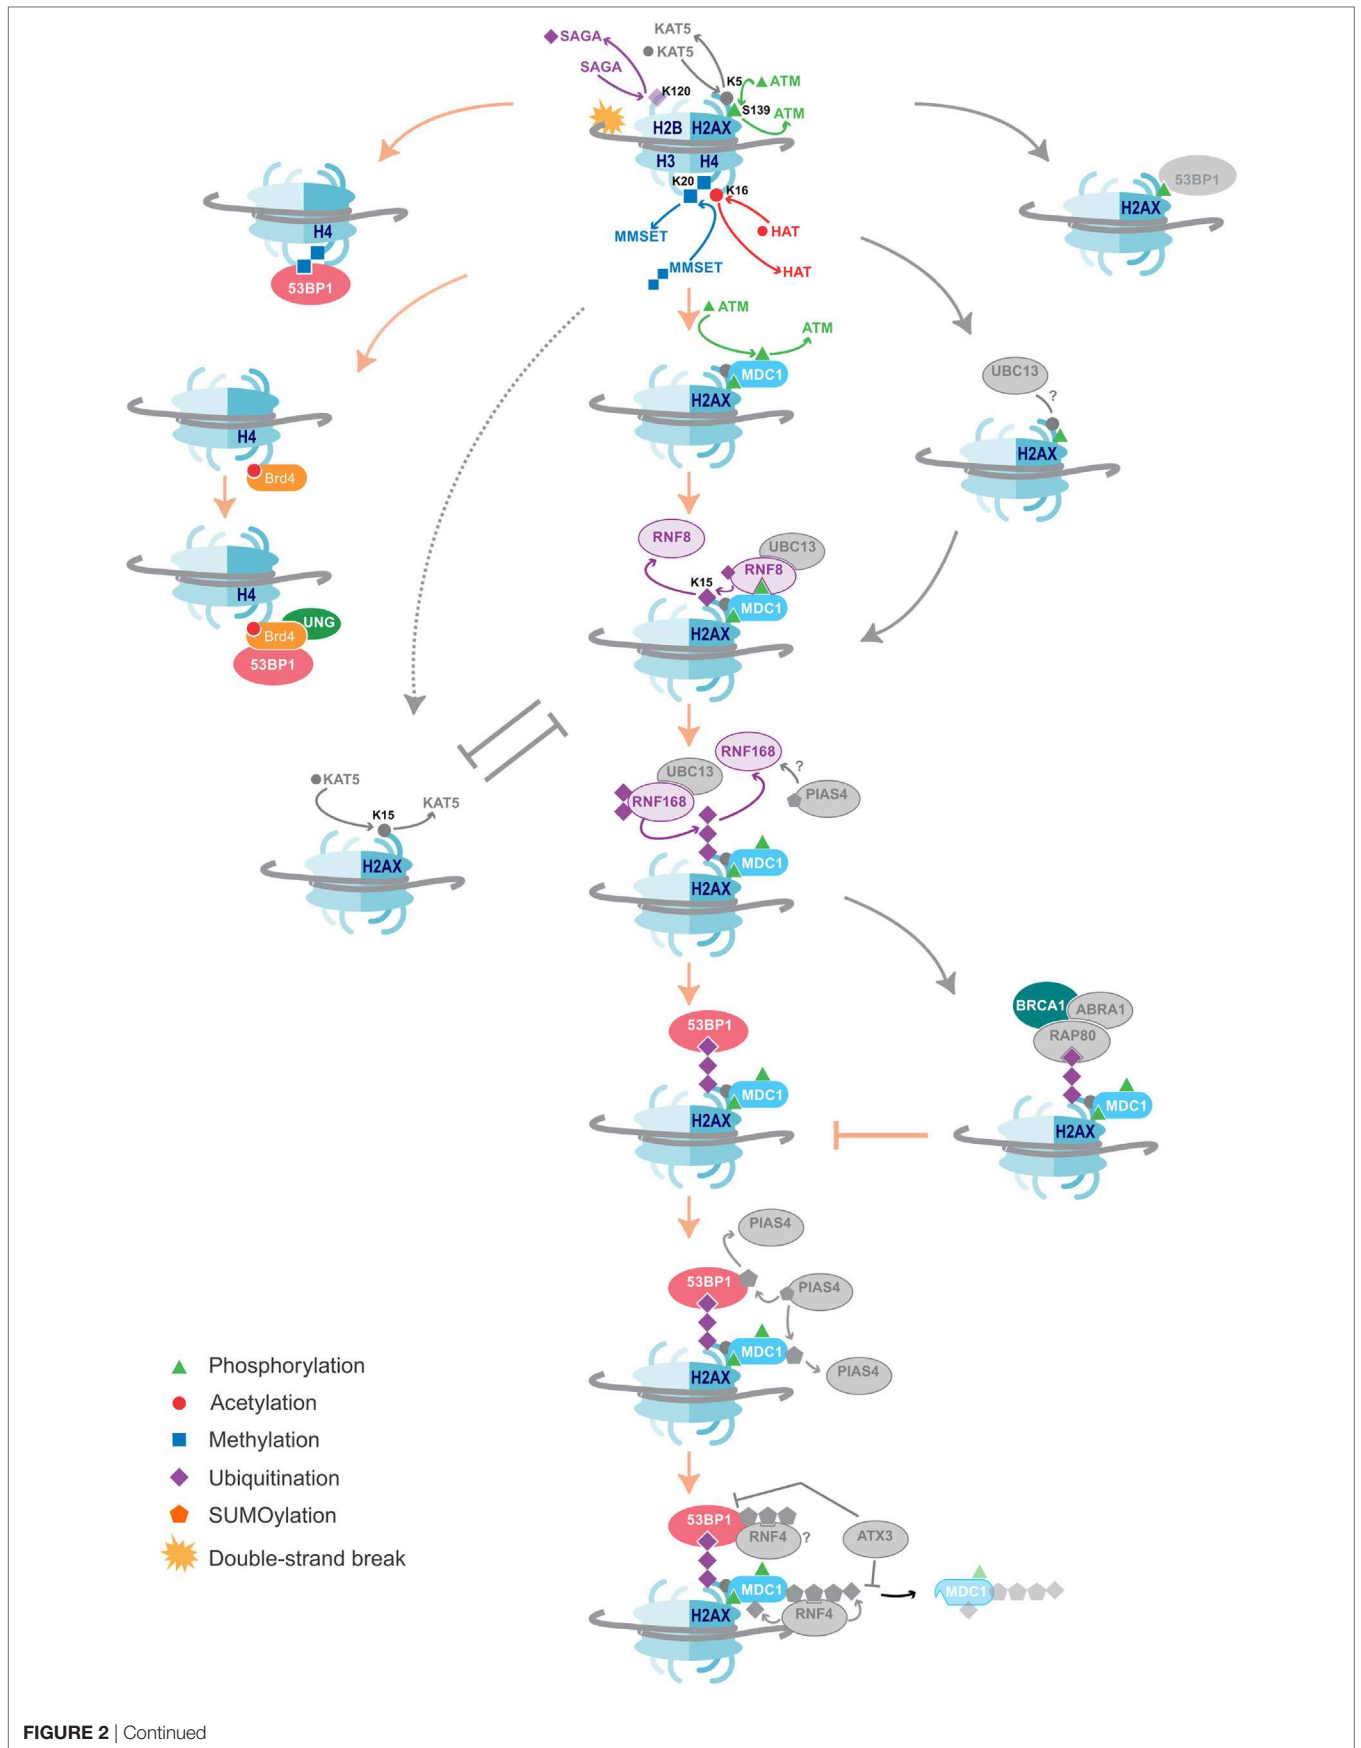 KAT5
SAGA
KAT5
SAGA
K5
ATM
K120
S139
ATM
H2B
H2AX
H3
H4
K20
K16
MMSET
HAT
MMSET
HAT
H4
53BP1
53BP1
H2AX
ATM
ATM
MDC1
H2AX
UBC13
?
H2AX
H4
Brd4
H4
UNG
Brd4
53BP1
RNF8
UBC13
RNF8
K15
MDC1
H2AX
RNF168
?
UBC13
PIAS4
RNF168
MDC1
H2AX
KAT5
KAT5
K15
H2AX
53BP1
MDC1
H2AX
BRCA1
ABRA1
RAP80
MDC1
H2AX
PIAS4
53BP1
PIAS4
MDC1
PIAS4
H2AX
Phosphorylation
Acetylation
Methylation
Ubiquitination
SUMOylation
Double-strand break
53BP1
RNF4
?
ATX3
MDC1
MDC1
H2AX
RNF4
FIGURE 2 | Continued